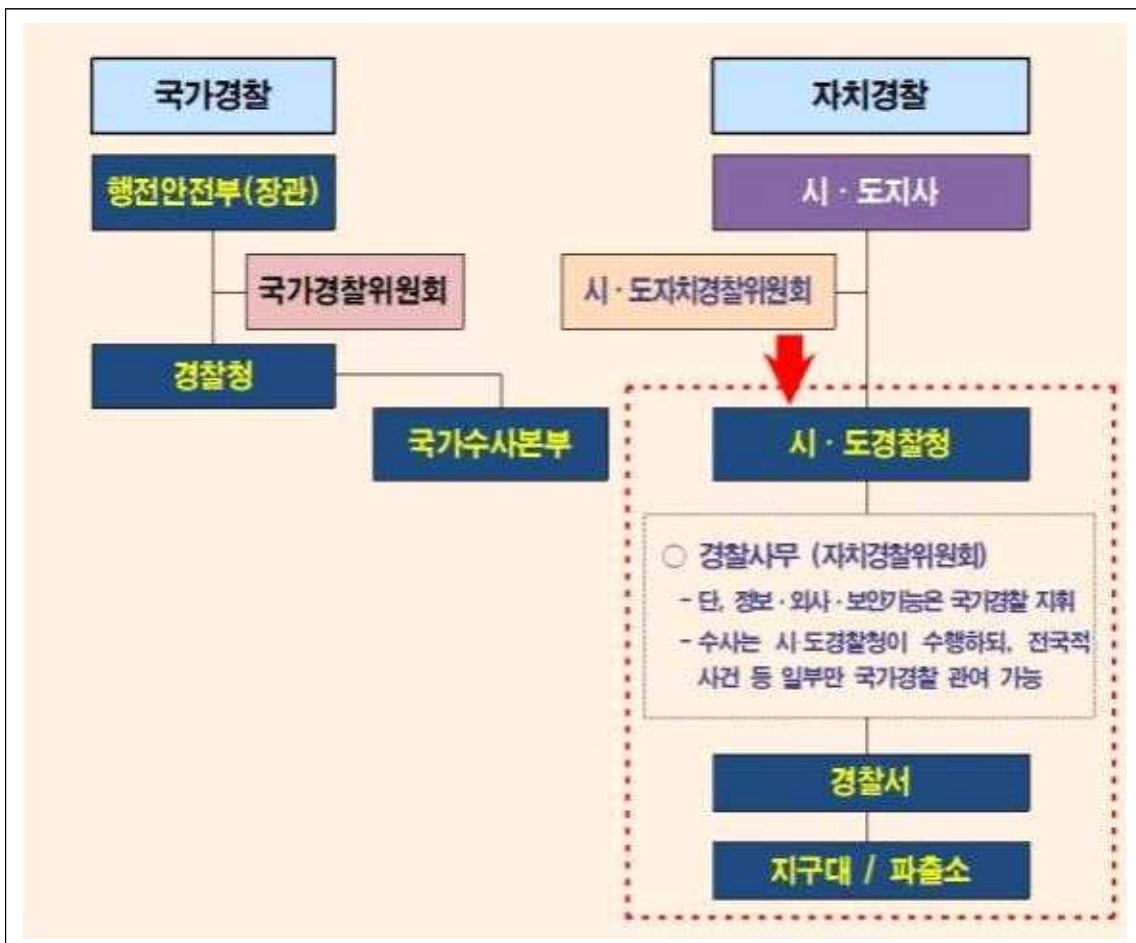 국가경찰
행전안전부(장관)
국가경찰위원회
경찰청
국가수사본부
자치경찰
시·도지사
시·도자치경찰위원회
시·도경찰청
○ 경찰사무 (자치경찰위원회)
- 단, 정보·외사·보안기능은 국가경찰 지휘
- 수사는 시·도경찰청이 수행하되, 전국적
사건 등 일부만 국가경찰 관여 가능
경찰서
지구대 / 파출소